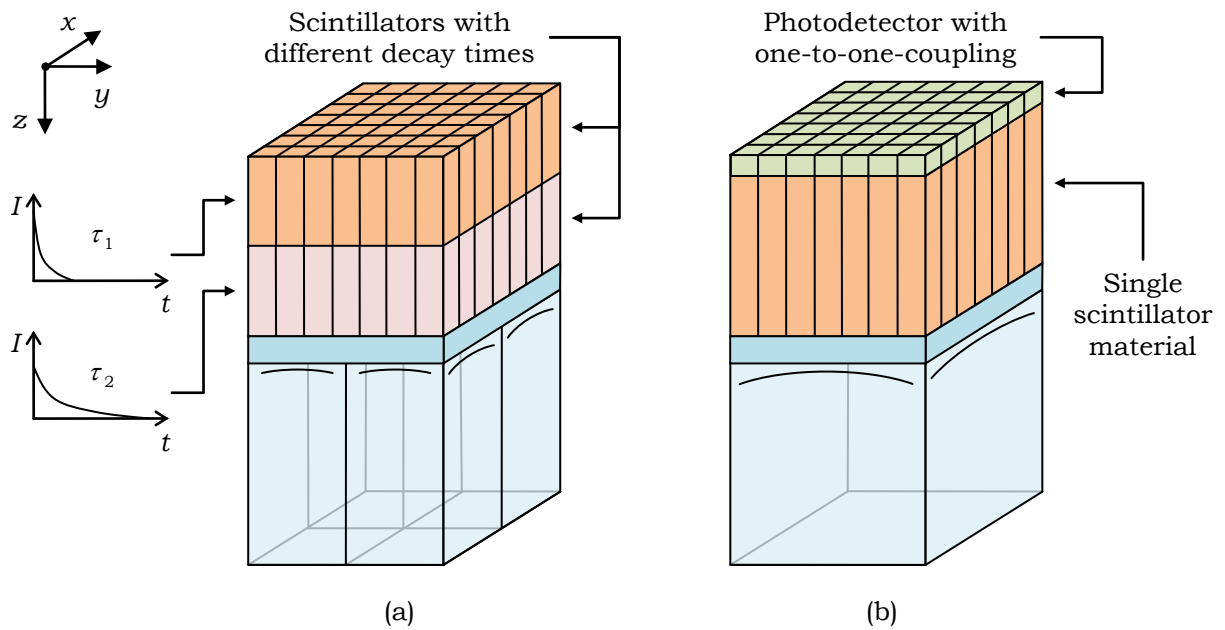 x
y
z
Scintillators with
different decay times
Photodetector with
one-to-one-coupling
I
τ1
t
I
τ2
t
Single
scintillator
material
(a)
(b)